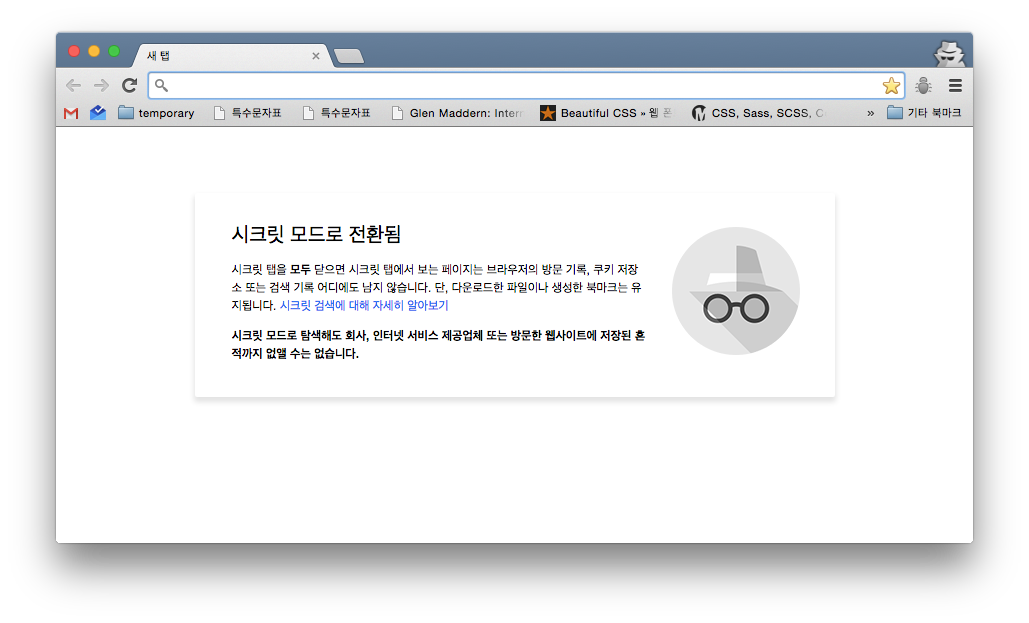 새 탭
temporary
특수문자표
특수문자표
Glen Maddern: Intern
Beautiful CSS » 웹 폰
CSS, Sass, SCSS, C
»
기타 북마크
시크릿 모드로 전환됨
시크릿 탭을 모두 닫으면 시크릿 탭에서 보는 페이지는 브라우저의 방문 기록, 쿠키 저장
소 또는 검색 기록 어디에도 남지 않습니다. 단, 다운로드한 파일이나 생성한 북마크는 유
지됩니다. 시크릿 검색에 대해 자세히 알아보기
시크릿 모드로 탐색해도 회사, 인터넷 서비스 제공업체 또는 방문한 웹사이트에 저장된 흔
적까지 없앨 수는 없습니다.